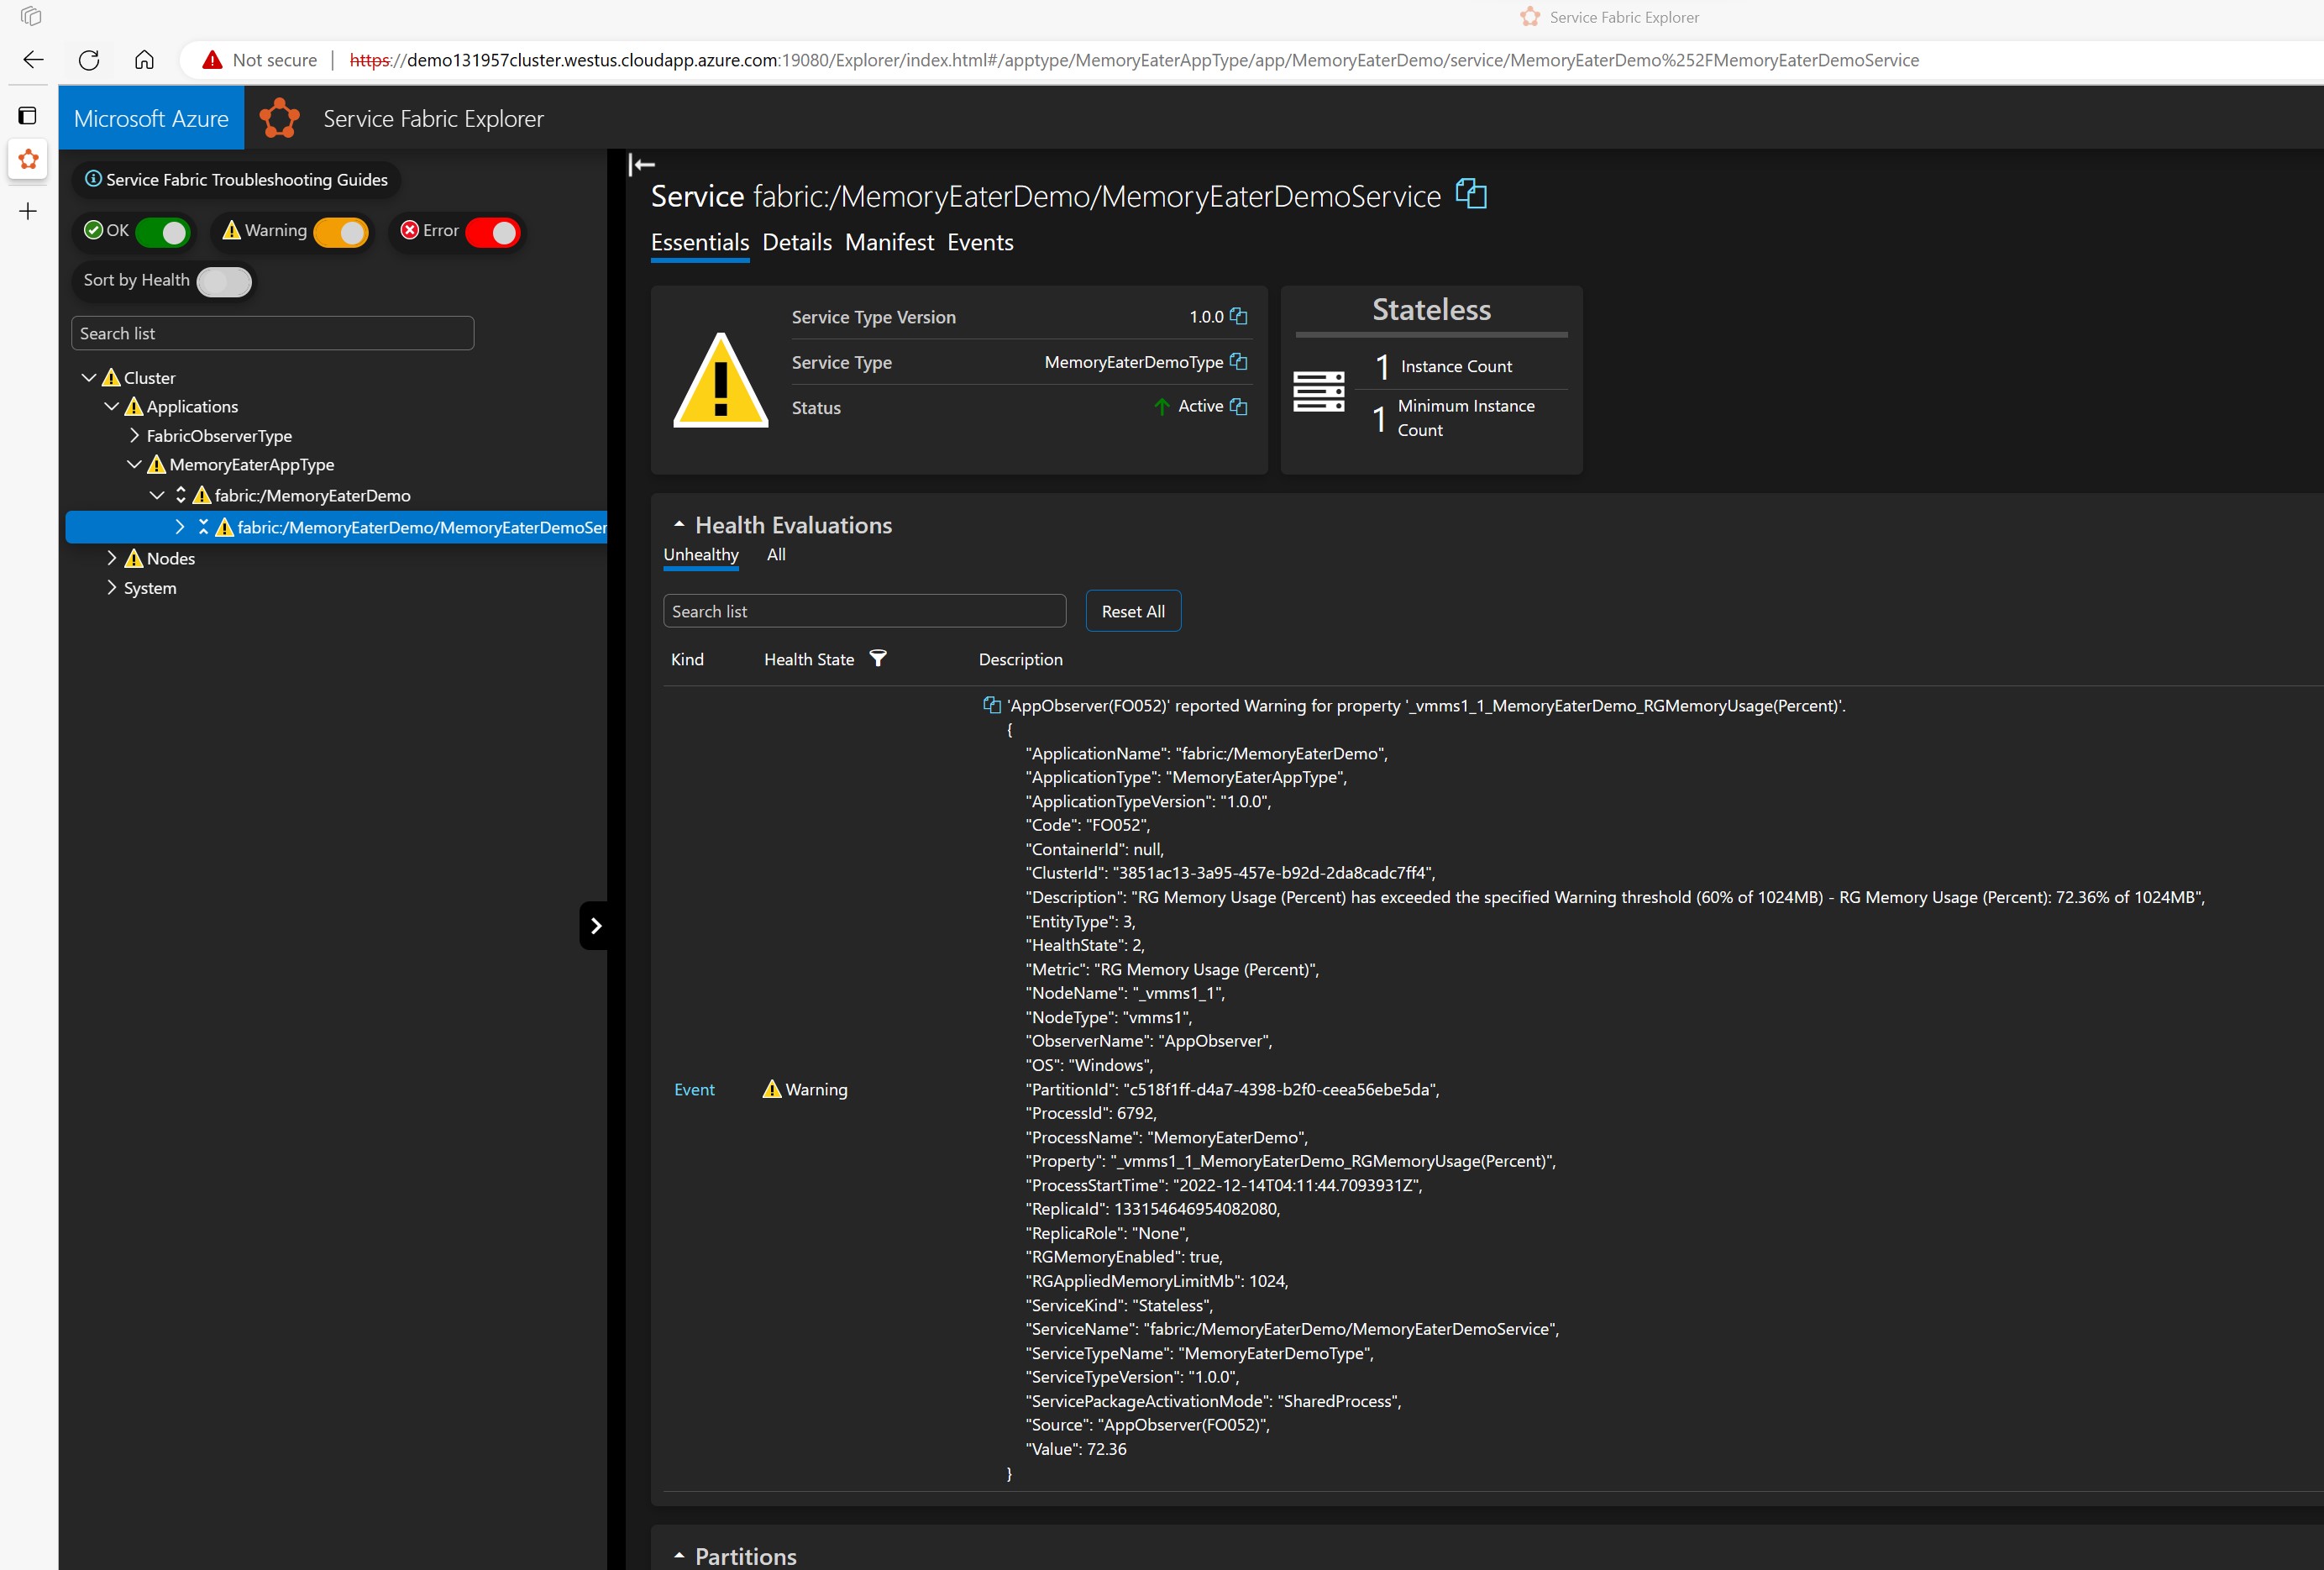 Service Fabric Explorer
Not secure
https://demo131957cluster.westus.cloudapp.azure.com:19080/Explorer/index.html#/apptype/MemoryEaterAppType/app/MemoryEaterDemo/service/MemoryEaterDemo%252FMemoryEaterDemoService
Microsoft Azure
Service Fabric Explorer
Service Fabric Troubleshooting Guides
OK
Warning
Error
Sort by Health
Search list
Cluster
Applications
FabricObserverType
MemoryEaterAppType
fabric:/MemoryEaterDemo
fabric:/MemoryEaterDemo/MemoryEaterDemoSer
Nodes
System
Service fabric:/MemoryEaterDemo/MemoryEaterDemoService
Essentials Details Manifest Events
Service Type Version 1.0.0
Service Type MemoryEaterDemoType
Status Active
Stateless
1 Instance Count
1 Minimum Instance
Count
Health Evaluations
Unhealthy All
Search list
Reset All
Kind Health State Description
Event
Warning
'AppObserver(FO052)' reported Warning for property '_vmms1_1_MemoryEaterDemo_RGMemoryUsage(Percent)'.
{
"ApplicationName": "fabric:/MemoryEaterDemo",
"ApplicationType": "MemoryEaterAppType",
"ApplicationTypeVersion": "1.0.0",
"Code": "FO052",
"ContainerId": null,
"ClusterId": "3851ac13-3a95-457e-b92d-2da8cadc7ff4",
"Description": "RG Memory Usage (Percent) has exceeded the specified Warning threshold (60% of 1024MB) - RG Memory Usage (Percent): 72.36% of 1024MB",
"EntityType": 3,
"HealthState": 2,
"Metric": "RG Memory Usage (Percent)",
"NodeName": "_vmms1_1",
"NodeType": "vmms1",
"ObserverName": "AppObserver",
"OS": "Windows",
"PartitionId": "c518f1ff-d4a7-4398-b2f0-ceea56ebe5da",
"ProcessId": 6792,
"ProcessName": "MemoryEaterDemo",
"Property": "_vmms1_1_MemoryEaterDemo_RGMemoryUsage(Percent)",
"ProcessStartTime": "2022-12-14T04:11:44.7093931Z",
"ReplicaId": 133154646954082080,
"ReplicaRole": "None",
"RGMemoryEnabled": true,
"RGAppliedMemoryLimitMb": 1024,
"ServiceKind": "Stateless",
"ServiceName": "fabric:/MemoryEaterDemo/MemoryEaterDemoService",
"ServiceTypeName": "MemoryEaterDemoType",
"ServiceTypeVersion": "1.0.0",
"ServicePackageActivationMode": "SharedProcess",
"Source": "AppObserver(FO052)",
"Value": 72.36
}
Partitions